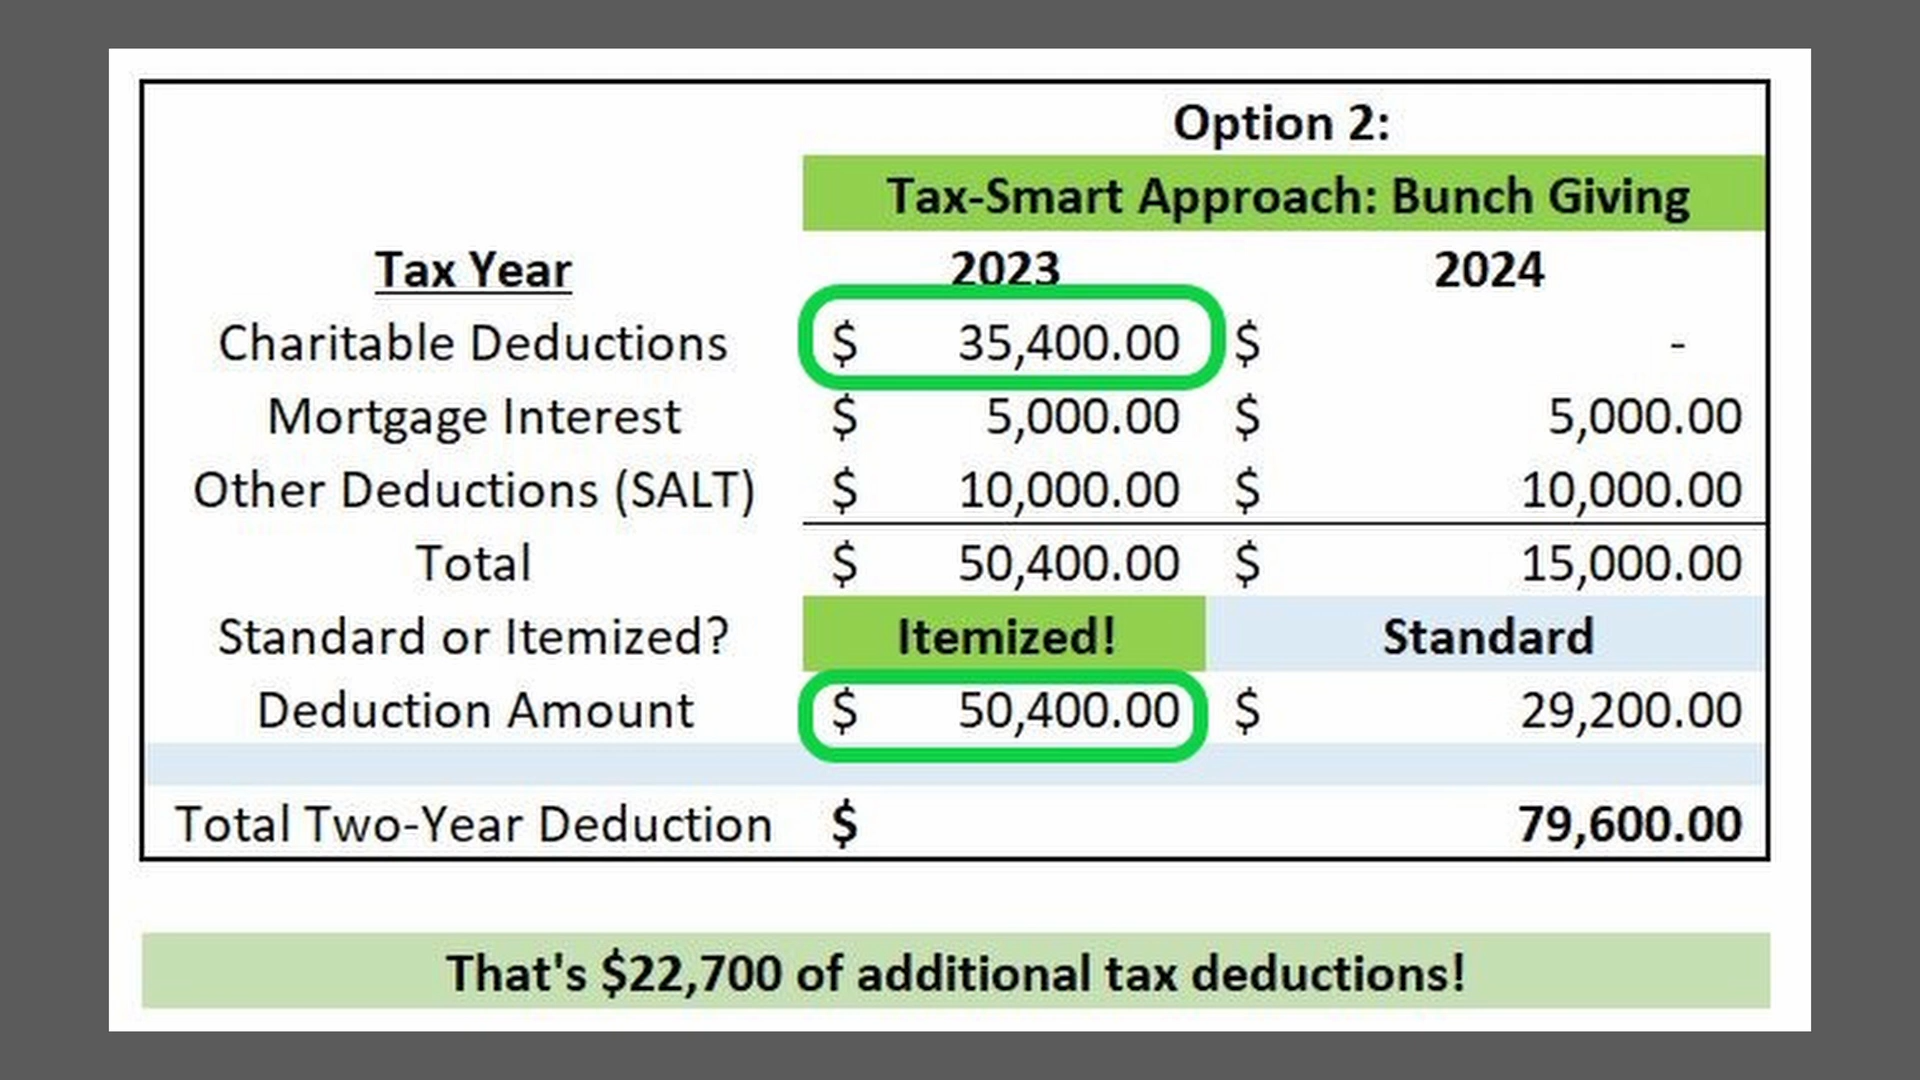 Option 2:
Tax-Smart Approach: Bunch Giving
Tax Year 2023 2024
Charitable Deductions $ 35,400.00 $ -
Mortgage Interest $ 5,000.00 $ 5,000.00
Other Deductions (SALT) $ 10,000.00 $ 10,000.00
Total $ 50,400.00 $ 15,000.00
Standard or Itemized? Itemized! Standard
Deduction Amount $ 50,400.00 $ 29,200.00
Total Two-Year Deduction $ 79,600.00
That's $22,700 of additional tax deductions!